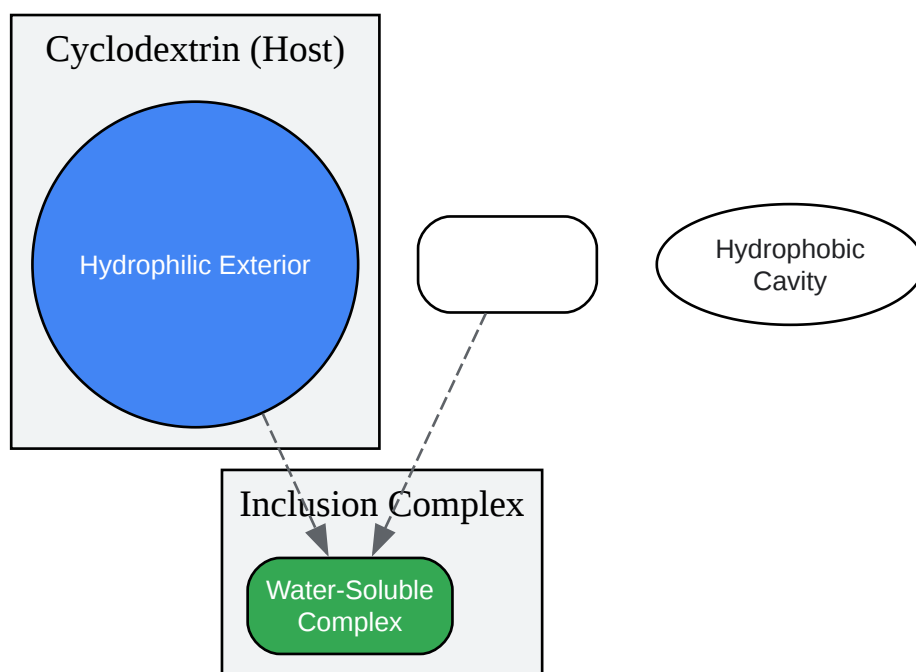 Cyclodextrin (Host)
Hydrophilic Exterior
Hydrophobic
Cavity
Inclusion Complex
Water-Soluble
Complex